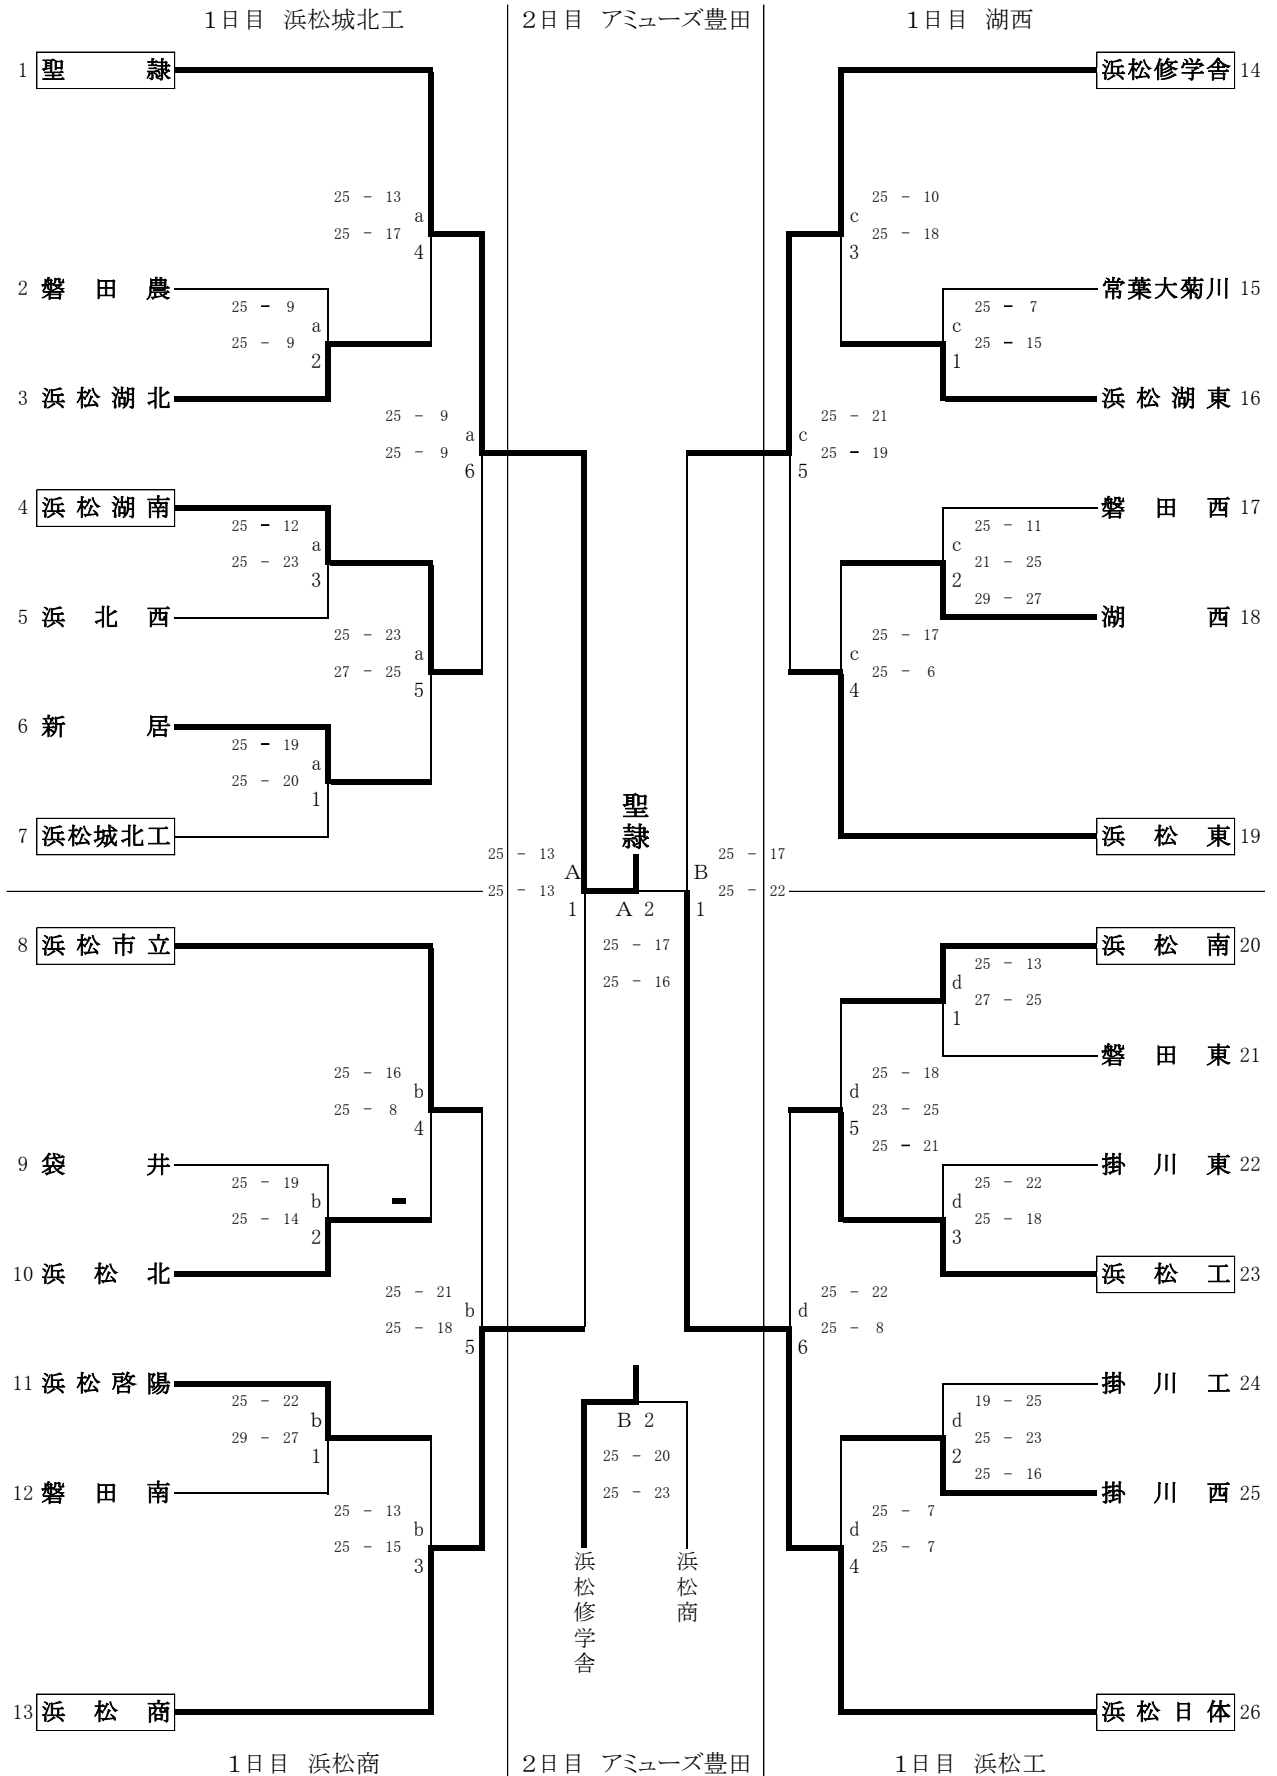 1日目 浜松城北工
2日目 アミューズ豊田
1日目 湖西
1 聖隷
25 - 13
25 - 17
a
4
2 磐田農
25 - 9
25 - 9
a
2
3 浜松湖北
25 - 9
25 - 9
a
6
4 浜松湖南
25 - 12
25 - 23
a
3
5 浜北西
25 - 23
27 - 25
a
5
6 新居
25 - 19
25 - 20
a
1
7 浜松城北工
浜松修学舎 14
25 - 10
25 - 18
c
3
常葉大菊川 15
25 - 7
25 - 15
c
1
浜松湖東 16
25 - 21
25 - 19
c
5
磐田西 17
25 - 11
21 - 25
29 - 27
c
2
湖西 18
25 - 17
25 - 6
c
4
浜松東 19
聖隷
25 - 13
25 - 13
A
1
A 2
25 - 17
25 - 16
B
1
25 - 17
25 - 22
8 浜松市立
25 - 16
25 - 8
b
4
9 袋井
25 - 19
25 - 14
b
2
-
10 浜松北
25 - 21
25 - 18
b
5
11 浜松啓陽
25 - 22
29 - 27
b
1
12 磐田南
25 - 13
25 - 15
b
3
13 浜松商
浜松南 20
25 - 13
27 - 25
d
1
磐田東 21
25 - 18
23 - 25
25 - 21
d
5
掛川東 22
25 - 22
25 - 18
d
3
浜松工 23
25 - 22
25 - 8
d
6
掛川工 24
19 - 25
25 - 23
25 - 16
d
2
掛川西 25
25 - 7
25 - 7
d
4
浜松日体 26
B 2
25 - 20
25 - 23
浜松修学舎
浜松商
1日目 浜松商
2日目 アミューズ豊田
1日目 浜松工